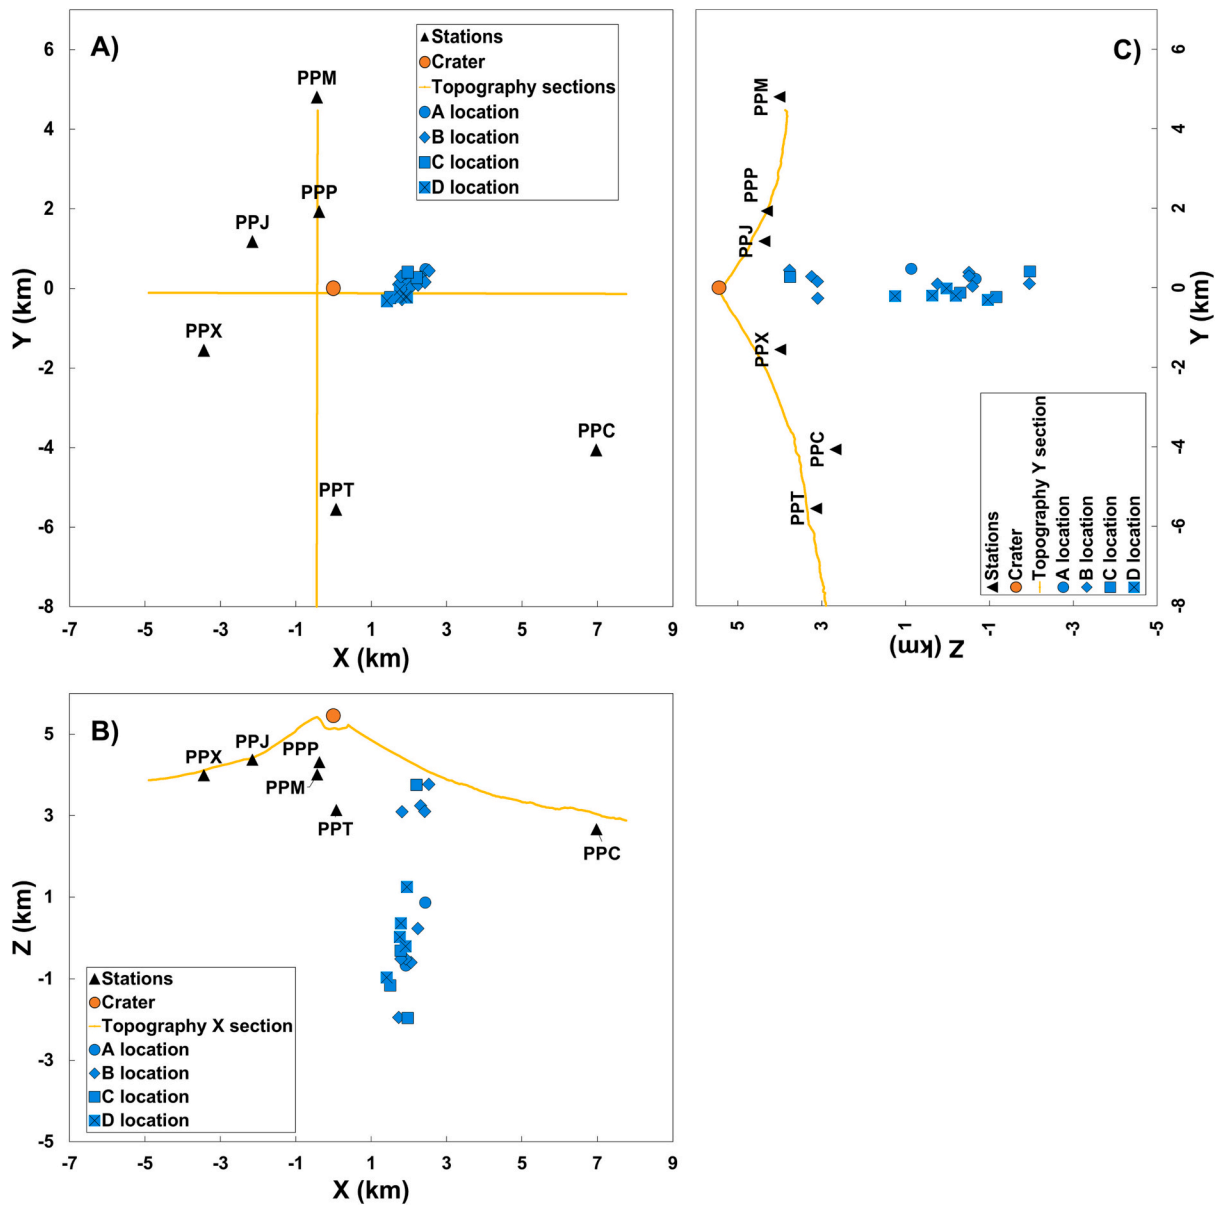 A)
Y (km)
6
4
2
0
-2
-4
-6
-8
-7
-5
-3
-1
1
3
5
7
9
X (km)
PPM
PPP
PPJ
PPX
PPT
PPC
Stations
Crater
Topography sections
A location
B location
C location
D location
C)
PPM
PPP
PPJ
PPX
PPC
PPT
6
4
2
0
-2
-4
-6
-8
Y (km)
5
3
1
-1
-3
-5
Z (km)
Stations
Crater
Topography Y section
A location
B location
C location
D location
B)
Z (km)
5
3
1
-1
-3
-5
-7
-5
-3
-1
1
3
5
7
9
X (km)
PPX
PPJ
PPP
PPM
PPT
PPC
Stations
Crater
Topography X section
A location
B location
C location
D location